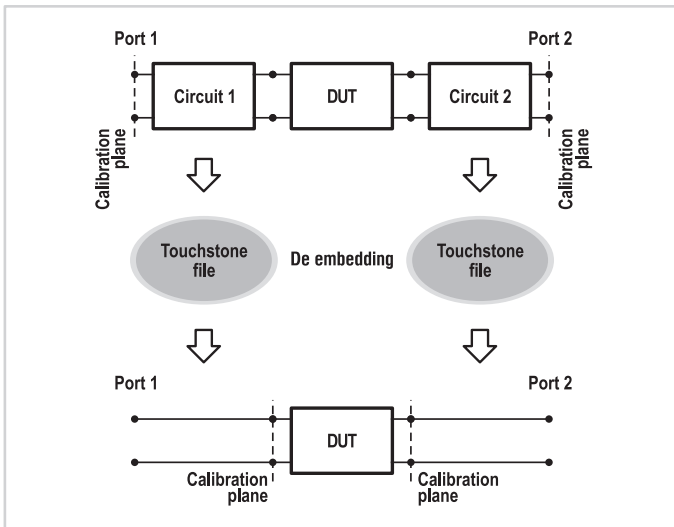 Port 1
Port 2
Circuit 1
DUT
Circuit 2
Calibration
plane
Calibration
plane
Touchstone
file
De embedding
Touchstone
file
Port 1
Port 2
DUT
Calibration
plane
Calibration
plane